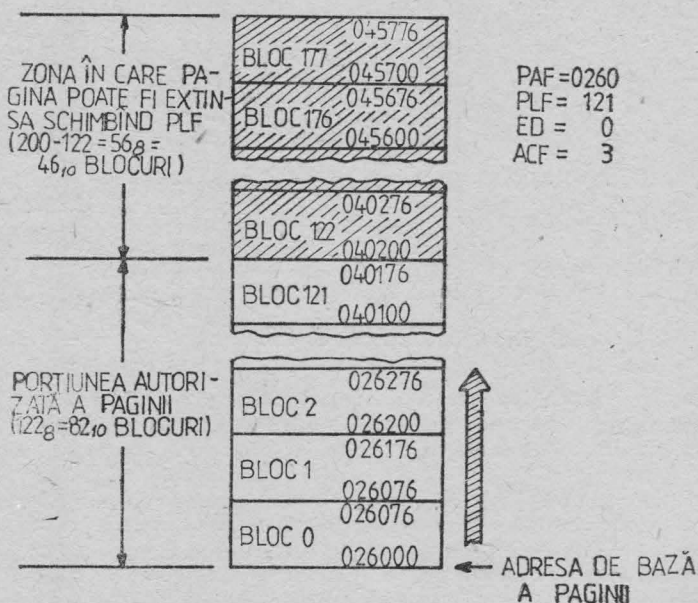 ZONA ÎN CARE PA-
GINA POATE FI EXTIN-
SA SCHIMBÎND PLF
(200-122=56₈=
46₁₀ BLOCURI)
045776
BLOC 177
045700
045676
BLOC 176
045600
040276
BLOC 122
040200
040176
BLOC 121
040100
PORŢIUNEA AUTORI-
ZATĂ A PAGINII
(122₈=82₁₀ BLOCURI)
026276
BLOC 2
026200
026176
BLOC 1
026076
026076
BLOC 0
026000
PAF=0260
PLF= 121
ED = 0
ACF= 3
ADRESA DE BAZĂ
A PAGINII